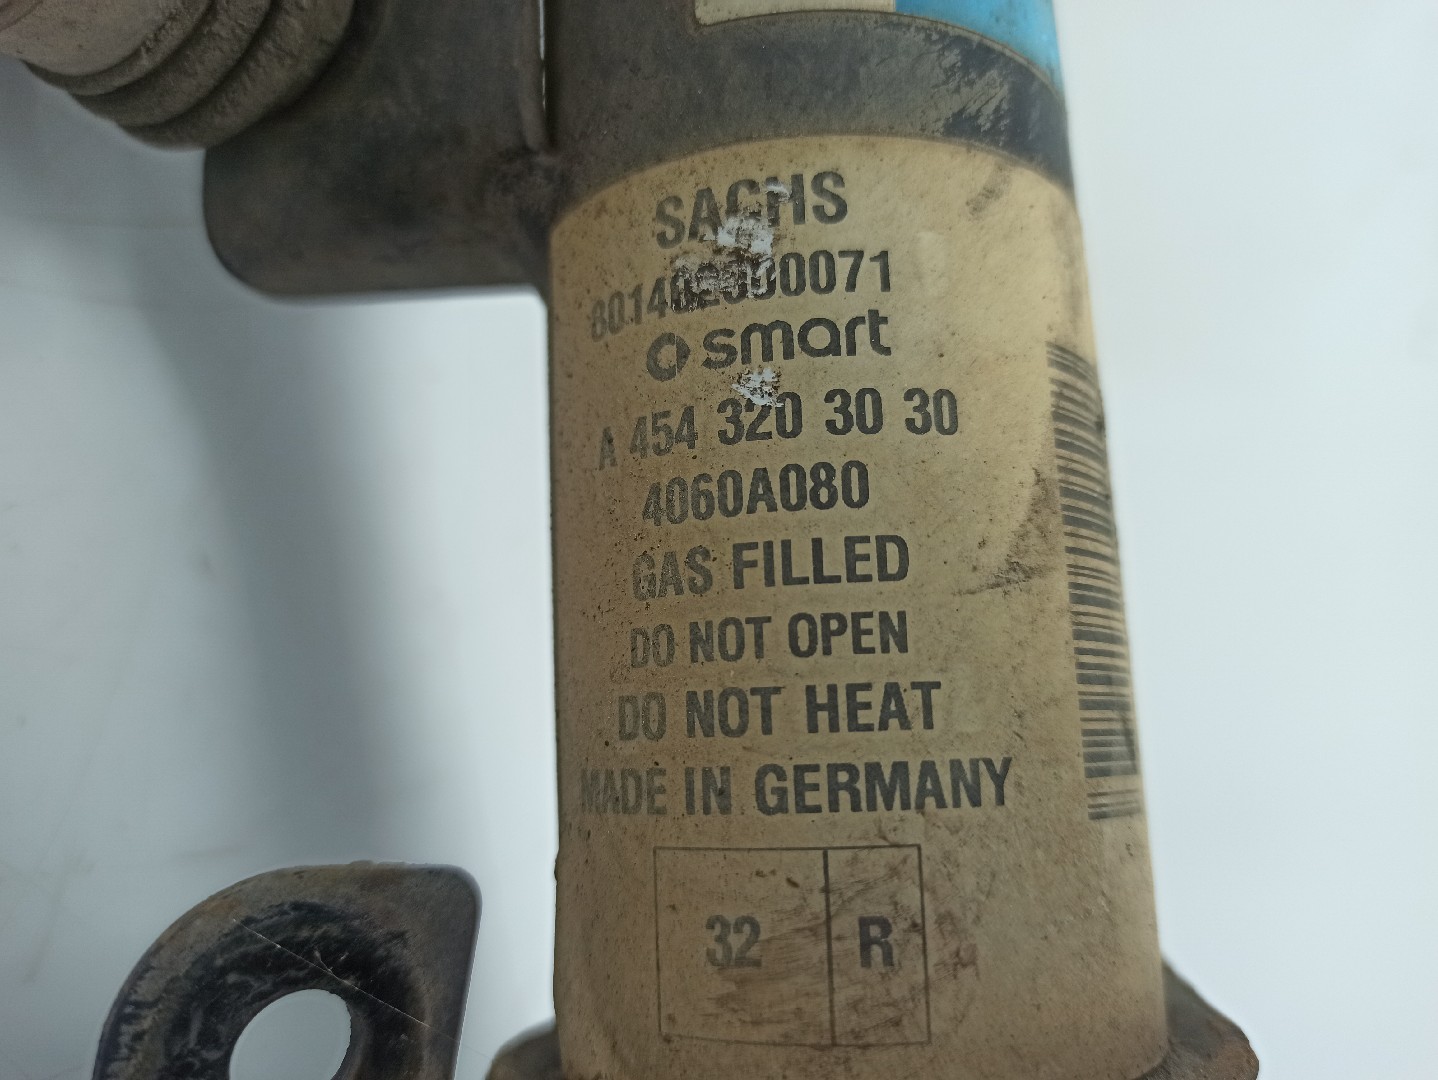 SACHS
smart
A 454 320 30 30
4060A080
GAS FILLED
DO NOT OPEN
DO NOT HEAT
MADE IN GERMANY
32 R